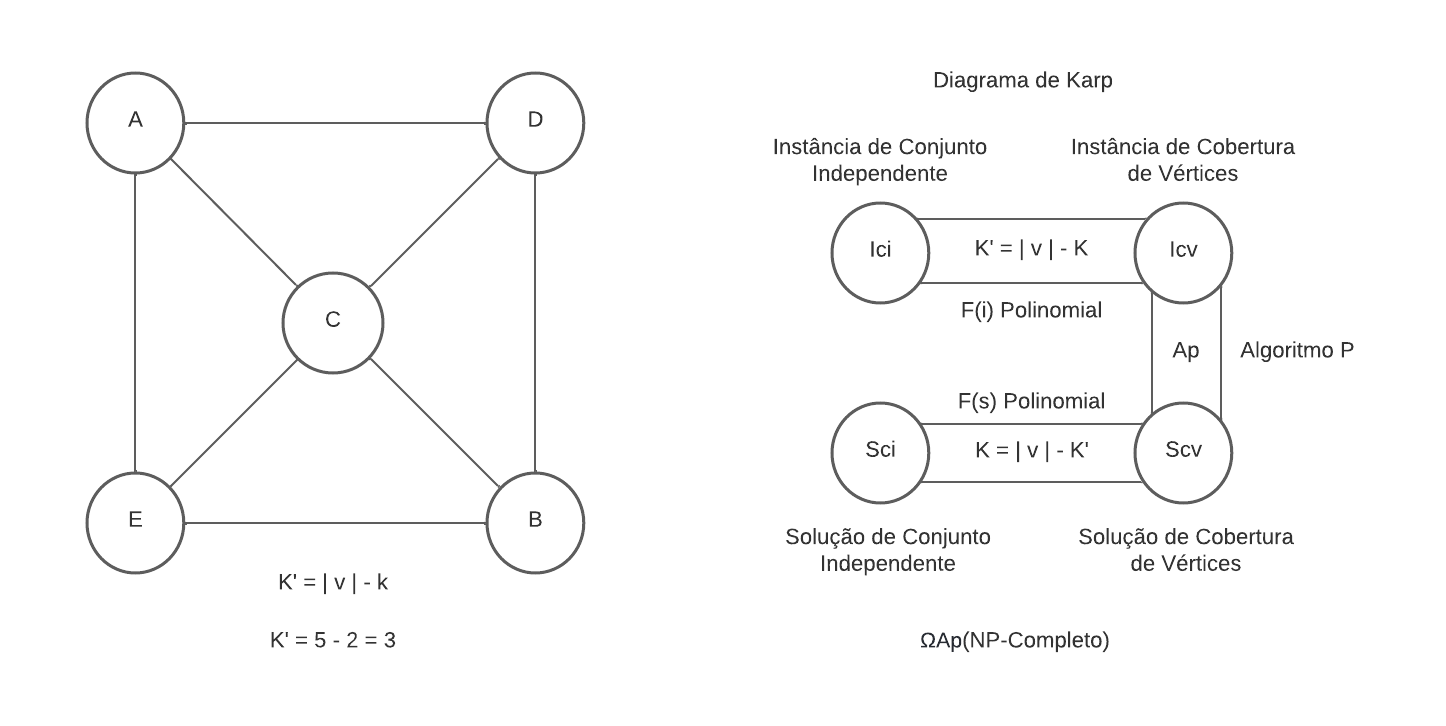 A
D
C
E
B
K' = | v | - k
K' = 5 - 2 = 3
Diagrama de Karp
Instância de Conjunto
Independente
Instância de Cobertura
de Vértices
Ici
K' = | v | - K
Icv
F(i) Polinomial
Ap
Algoritmo P
F(s) Polinomial
Sci
K = | v | - K'
Scv
Solução de Conjunto
Independente
Solução de Cobertura
de Vértices
ΩAp(NP-Completo)